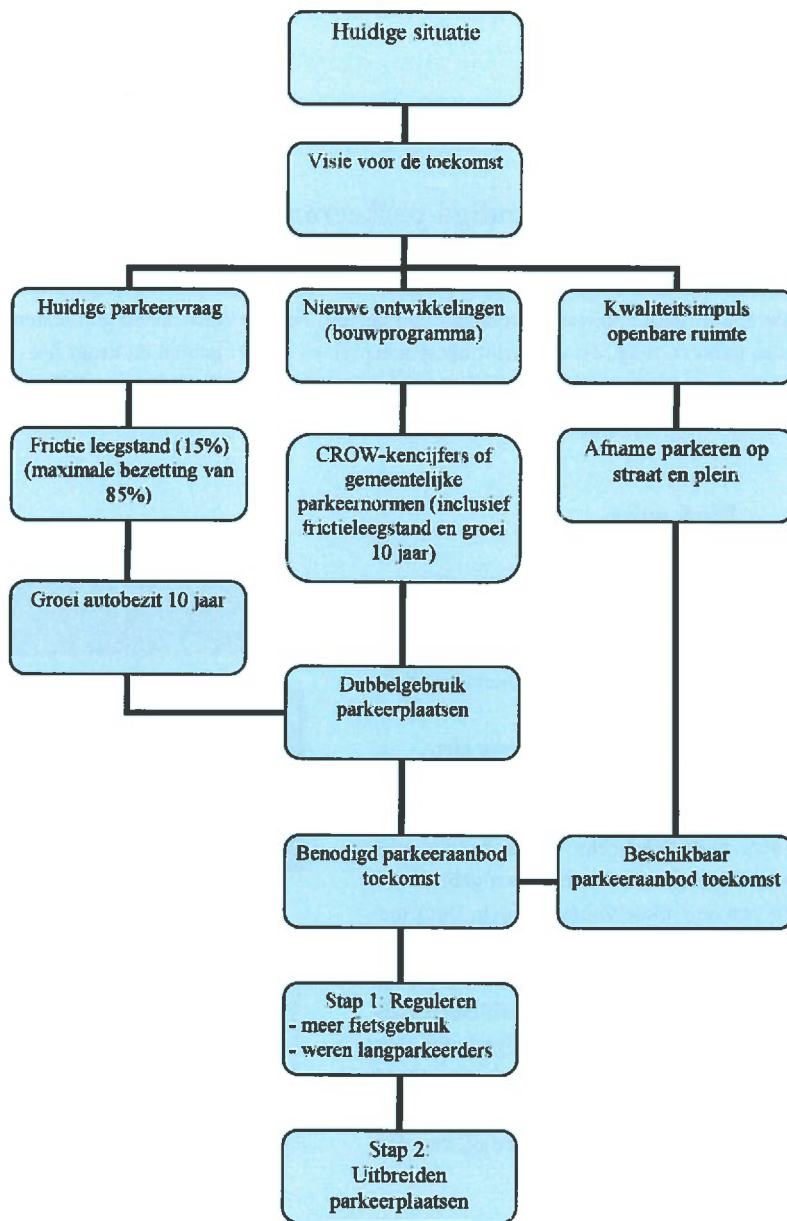 Huidige situatie
Visie voor de toekomst
Huidige parkeervraag
Nieuwe ontwikkelingen
(bouwprogramma)
Kwaliteitsimpuls
openbare ruimte
Frictie leegstand (15%)
(maximale bezetting van
85%)
CROW-kencijfers of
gemeentelijke
parkeernormen (inclusief
frictieleegstand en groei
10 jaar)
Afname parkeren op
straat en plein
Groei autobezit 10 jaar
Dubbelgebruik
parkeerplaatsen
Benodigd parkeeraanbod
toekomst
Beschikbaar
parkeeraanbod toekomst
Stap 1: Reguleren
- meer fietsgebruik
- weren langparkeerders
Stap 2:
Uitbreiden
parkeerplaatsen